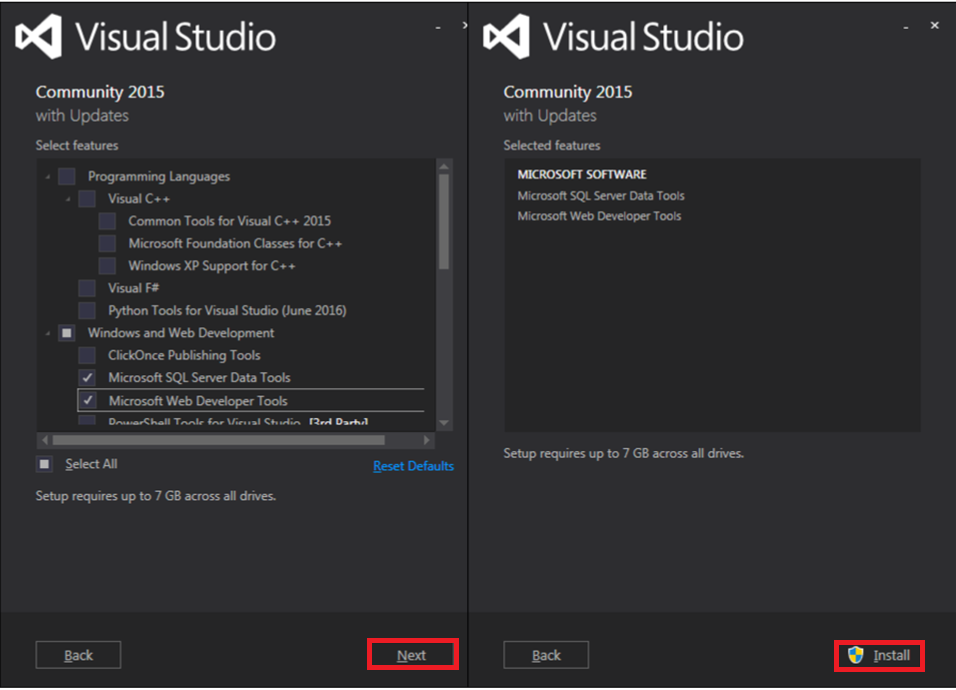 Visual Studio
Community 2015
with Updates
Select features
Programming Languages
Visual C++
Common Tools for Visual C++ 2015
Microsoft Foundation Classes for C++
Windows XP Support for C++
Visual F#
Python Tools for Visual Studio (June 2016)
Windows and Web Development
ClickOnce Publishing Tools
Microsoft SQL Server Data Tools
Microsoft Web Developer Tools
PowerShell Tools for Visual Studio [3rd Party]
Select All
Reset Defaults
Setup requires up to 7 GB across all drives.
Back
Next
Visual Studio
Community 2015
with Updates
Selected features
MICROSOFT SOFTWARE
Microsoft SQL Server Data Tools
Microsoft Web Developer Tools
Setup requires up to 7 GB across all drives.
Back
Install